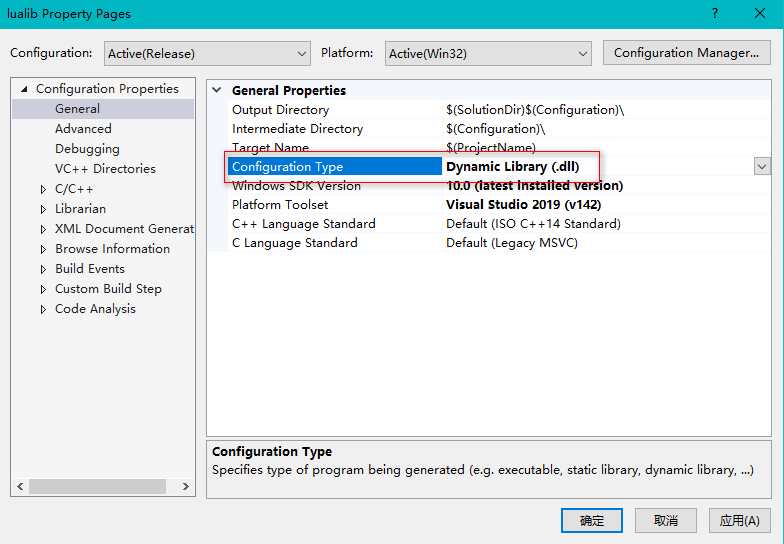 lualib Property Pages
?
Configuration: Active(Release) Platform: Active(Win32) Configuration Manager...
Configuration Properties
General
Advanced
Debugging
VC++ Directories
C/C++
Librarian
XML Document Generat
Browse Information
Build Events
Custom Build Step
Code Analysis
General Properties
Output Directory $(SolutionDir)$(Configuration)\
Intermediate Directory $(Configuration)\
Target Name $(ProjectName)
Configuration Type Dynamic Library (.dll)
Windows SDK Version 10.0 (latest installed version)
Platform Toolset Visual Studio 2019 (v142)
C++ Language Standard Default (ISO C++14 Standard)
C Language Standard Default (Legacy MSVC)
Configuration Type
Specifies type of program being generated (e.g. executable, static library, dynamic library, ...)
确定 取消 应用(A)